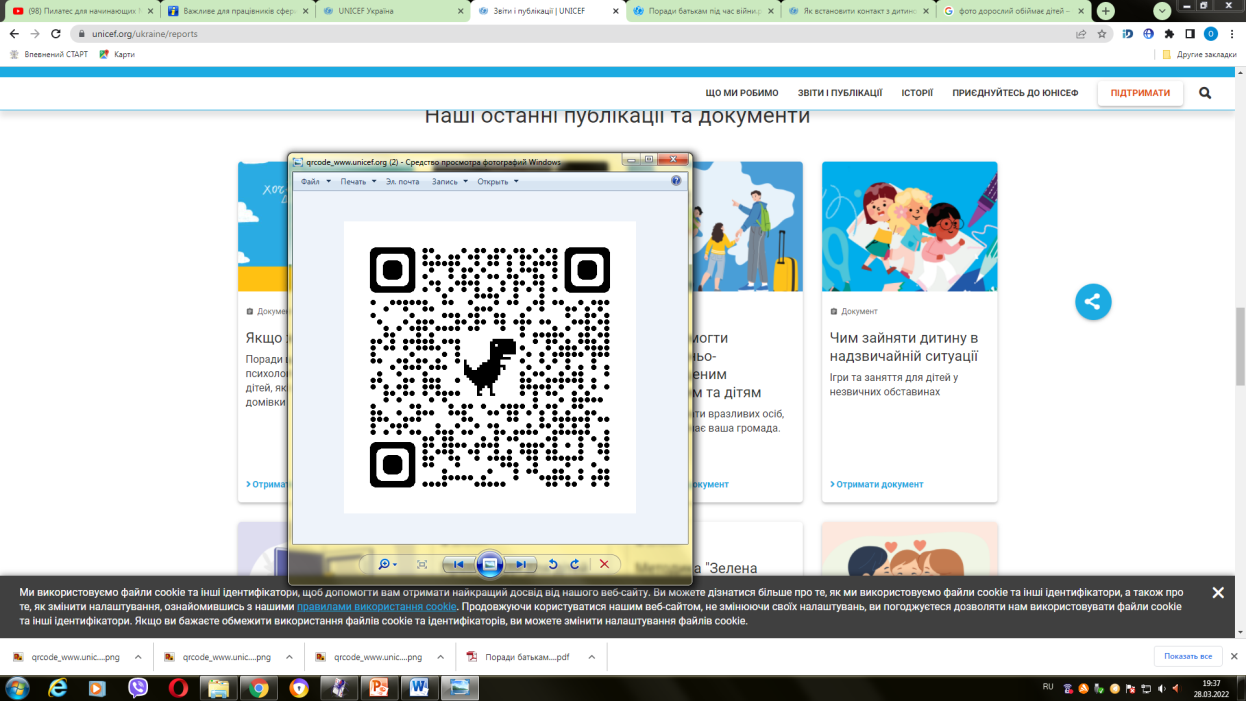 (98) Пилатес для начинающих
Важливе для працівників сфер
UNICEF Україна
Звіти і публікації | UNICEF
Поради батькам під час війни.p
Як встановити контакт з дитино
фото дорослий обіймає дітей –
unicef.org/ukraine/reports
Впевнений СТАРТ
Карти
Другие закладки
ЩО МИ РОБИМО
ЗВІТИ І ПУБЛІКАЦІЇ
ІСТОРІЇ
ПРИЄДНУЙТЕСЬ ДО ЮНІСЕФ
ПІДТРИМАТИ
Наші останні публікації та документи
qrcode_www.unicef.org (2) - Средство просмотра фотографий Windows
Файл
Печать
Эл. почта
Запись
Открыть
Докумен
Якщо
Поради
психоло
дітей, як
домівки
Отримат
могти
ньо-
еним
м та дітям
ти вразливих осіб,
ає ваша громада.
документ
Документ
Чим зайняти дитину в
надзвичайній ситуації
Ігри та заняття для дітей у
незвичних обставинах
Отримати документ
"Зелена
Ми використовуємо файли cookie та інші ідентифікатори, щоб допомогти вам отримати найкращий досвід від нашого веб-сайту. Ви можете дізнатися більше про те, як ми використовуємо файли cookie та інші ідентифікатори, а також про
те, як змінити налаштування, ознайомившись з нашими правилами використання cookie. Продовжуючи користуватися нашим веб-сайтом, не змінюючи своїх налаштувань, ви погоджуєтеся дозволяти нам використовувати файли cookie
та інші ідентифікатори. Якщо ви бажаєте обмежити використання файлів cookie та ідентифікаторів, ви можете змінити налаштування файлів cookie.
qrcode_www.unic....png
qrcode_www.unic....png
qrcode_www.unic....png
Поради батькам....pdf
Показать все
RU
19:37
28.03.2022